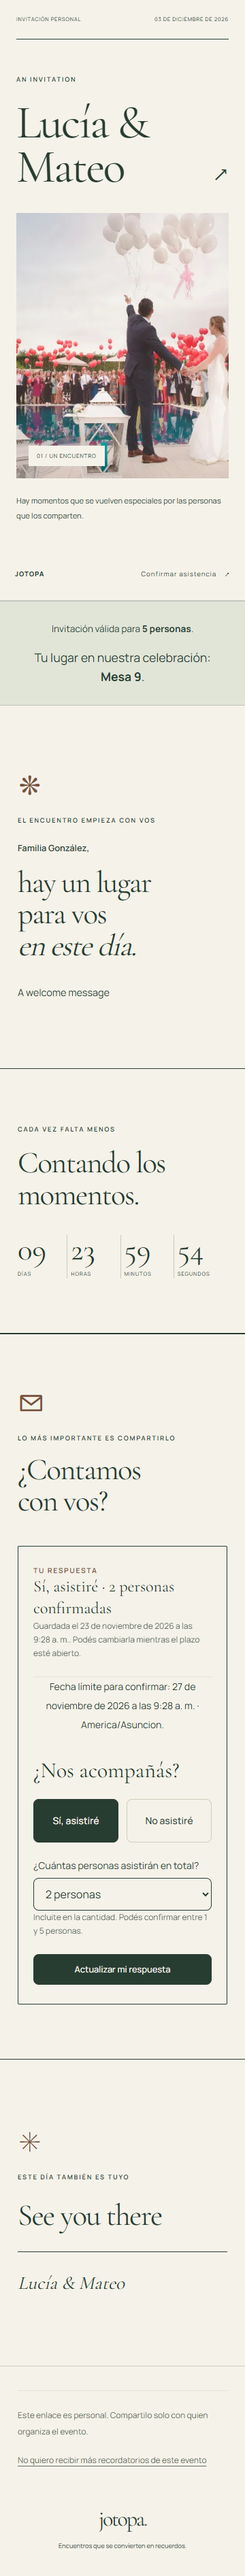 INVITACIÓN PERSONAL
03 DE DICIEMBRE DE 2026
AN INVITATION
Lucía &
Mateo
↗
01 / UN ENCUENTRO
Hay momentos que se vuelven especiales por las personas
que los comparten.
JOTOPA
Confirmar asistencia ↗
Invitación válida para 5 personas.
Tu lugar en nuestra celebración:
Mesa 9.
EL ENCUENTRO EMPIEZA CON VOS
Familia González,
hay un lugar
para vos
en este día.
A welcome message
CADA VEZ FALTA MENOS
Contando los
momentos.
09 23 59 54
DÍAS HORAS MINUTOS SEGUNDOS
LO MÁS IMPORTANTE ES COMPARTIRLO
¿Contamos
con vos?
TU RESPUESTA
Sí, asistiré · 2 personas
confirmadas
Guardada el 23 de noviembre de 2026 a las
9:28 a. m.. Podés cambiarla mientras el plazo
esté abierto.
Fecha límite para confirmar: 27 de
noviembre de 2026 a las 9:28 a. m. ·
America/Asuncion.
¿Nos acompañás?
Sí, asistiré
No asistiré
¿Cuántas personas asistirán en total?
2 personas
Incluite en la cantidad. Podés confirmar entre 1
y 5 personas.
Actualizar mi respuesta
ESTE DÍA TAMBIÉN ES TUYO
See you there
Lucía & Mateo
Este enlace es personal. Compartilo solo con quien
organiza el evento.
No quiero recibir más recordatorios de este evento
jotopa.
Encuentros que se convierten en recuerdos.